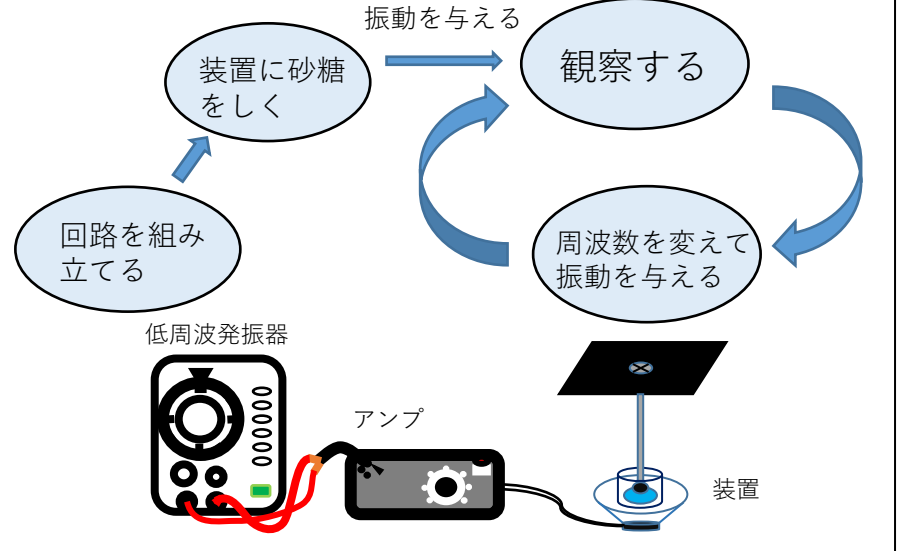 振動を与える
装置に砂糖
をしく
観察する
回路を組み
立てる
周波数を変えて
振動を与える
低周波発振器
アンプ
装置